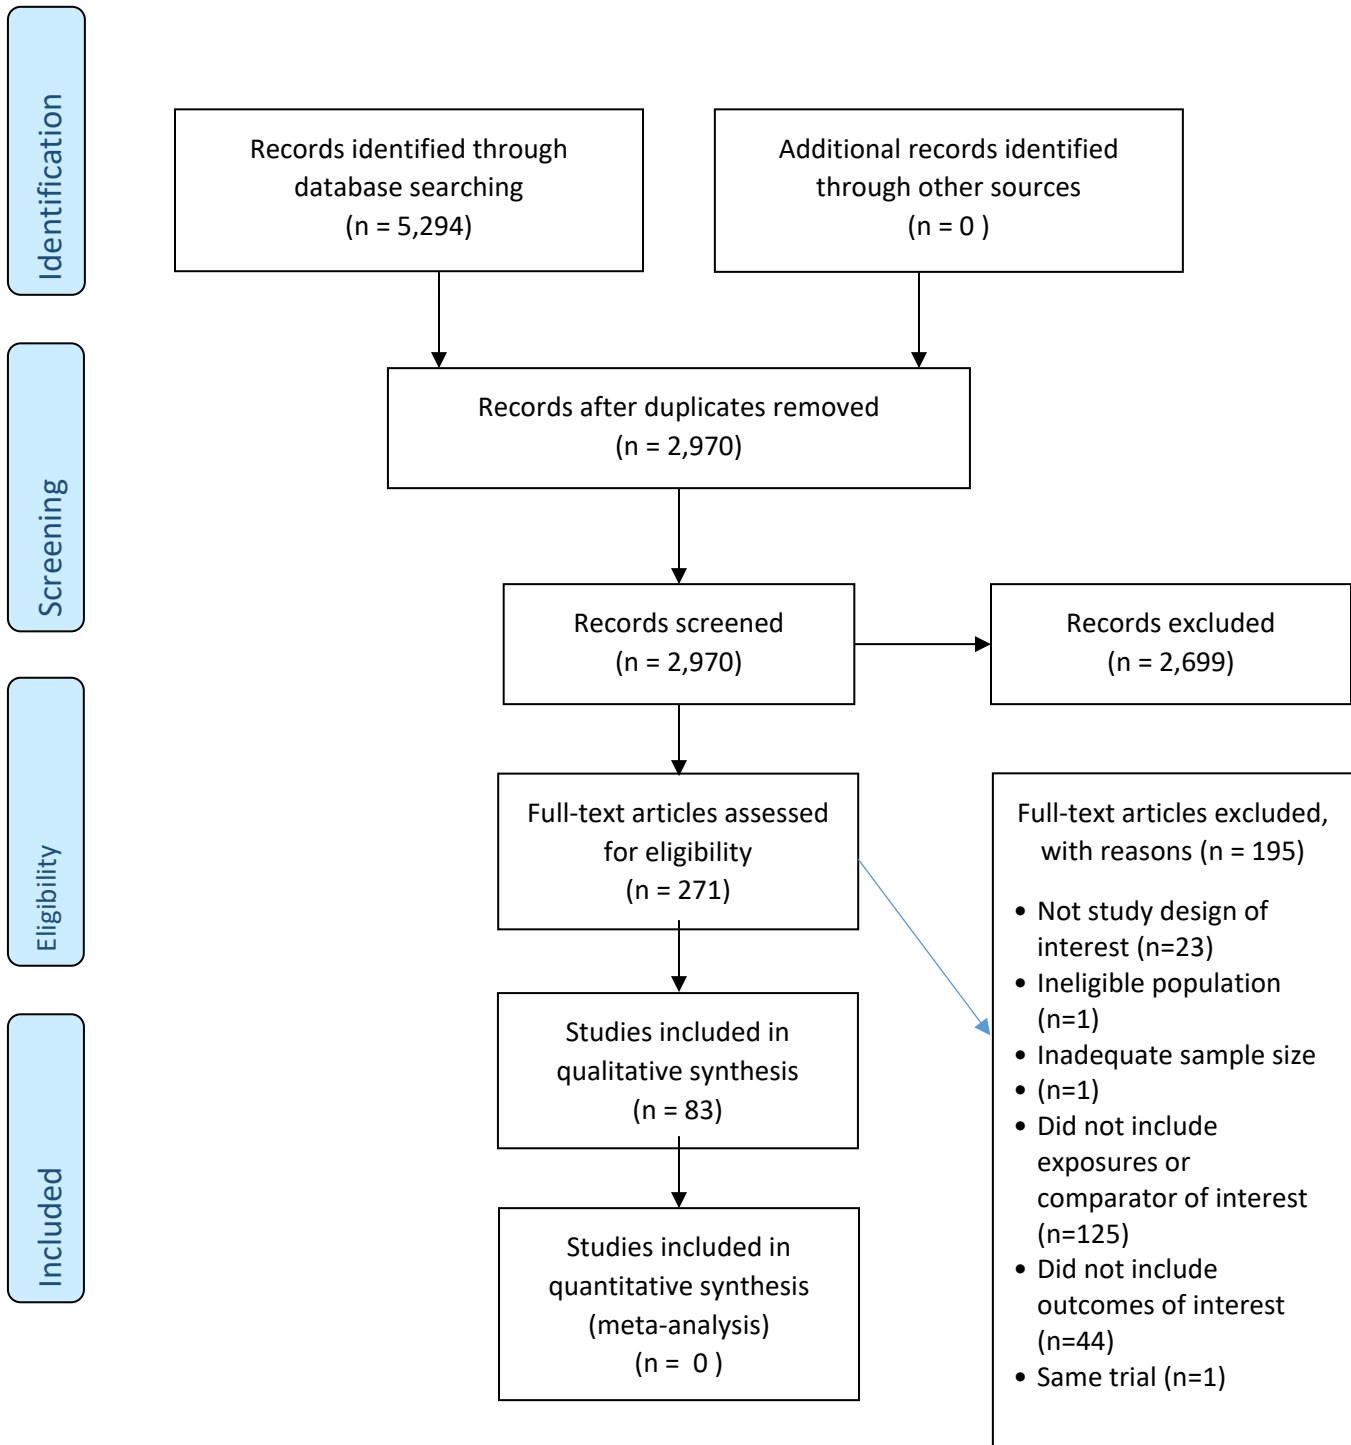 Identification
Records identified through
database searching
(n = 5,294)
Additional records identified
through other sources
(n = 0 )
Screening
Records after duplicates removed
(n = 2,970)
Records screened
(n = 2,970)
Records excluded
(n = 2,699)
Eligibility
Full-text articles assessed
for eligibility
(n = 271)
Full-text articles excluded,
with reasons (n = 195)
• Not study design of
interest (n=23)
• Ineligible population
(n=1)
• Inadequate sample size
• (n=1)
• Did not include
exposures or
comparator of interest
(n=125)
• Did not include
outcomes of interest
(n=44)
• Same trial (n=1)
Included
Studies included in
qualitative synthesis
(n = 83)
Studies included in
quantitative synthesis
(meta-analysis)
(n =  0 )